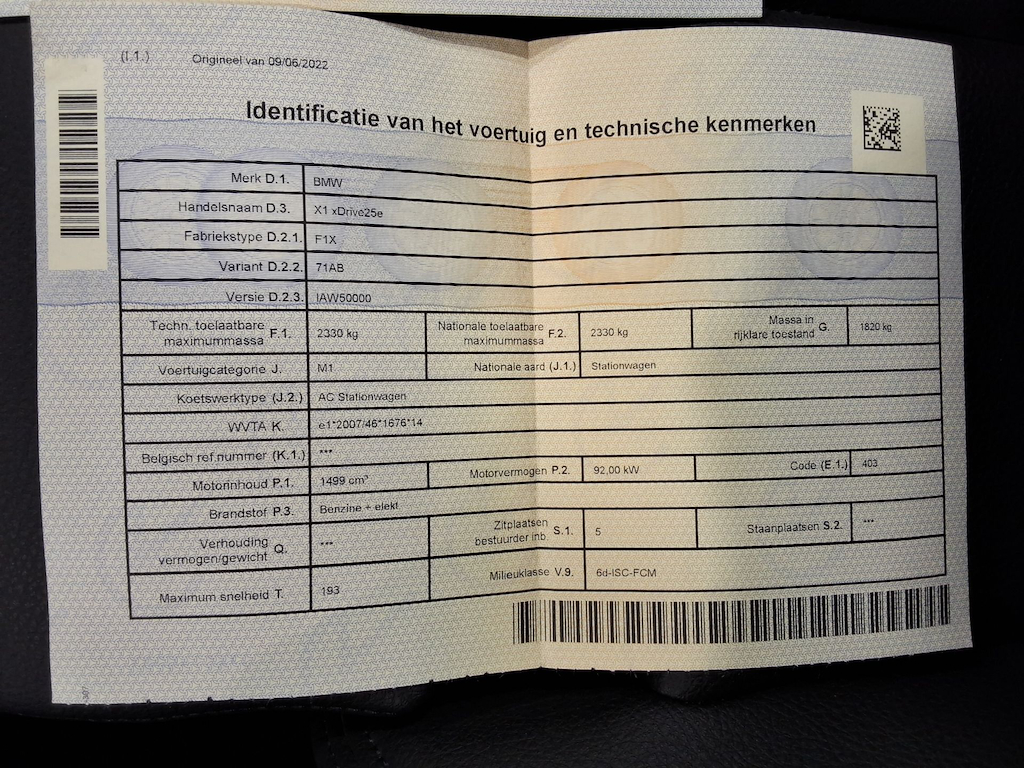 (I.1.) Origineel van 09/06/2022
Identificatie van het voertuig en technische kenmerken
Merk D.1. BMW
Handelsnaam D.3. X1 xDrive25e
Fabriekstype D.2.1. F1X
Variant D.2.2. 71AB
Versie D.2.3. IAW50000
Techn. toelaatbare maximummassa F.1. 2330 kg Nationale toelaatbare maximummassa F.2. 2330 kg Massa in rijklare toestand G. 1820 kg
Voertuigcategorie J. M1 Nationale aard (J.1.) Stationwagen
Koetswerktype (J.2.) AC Stationwagen
WVTA K. e1*2007/46*1676*14
Belgisch ref.nummer (K.1.) ***
Motorinhoud P.1. 1499 cm³ Motorvermogen P.2. 92,00 kW Code (E.1.) 403
Brandstof P.3. Benzine + elekt
Verhouding vermogen/gewicht Q. *** Zitplaatsen bestuurder inb. S.1. 5 Staanplaatsen S.2. ***
Maximum snelheid T. 193 Milieuklasse V.9. 6d-ISC-FCM